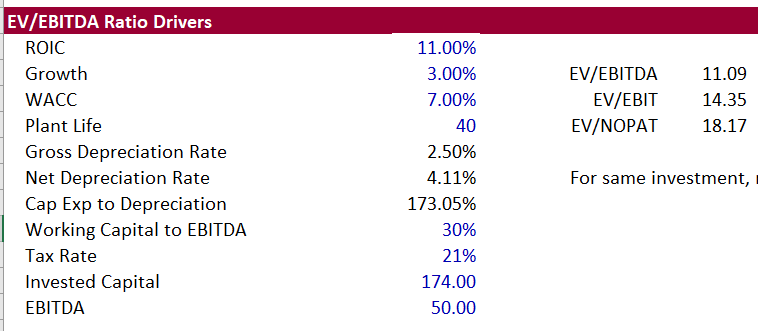 EV/EBITDA Ratio Drivers
ROIC 11.00%
Growth 3.00% EV/EBITDA 11.09
WACC 7.00% EV/EBIT 14.35
Plant Life 40 EV/NOPAT 18.17
Gross Depreciation Rate 2.50%
Net Depreciation Rate 4.11% For same investment,
Cap Exp to Depreciation 173.05%
Working Capital to EBITDA 30%
Tax Rate 21%
Invested Capital 174.00
EBITDA 50.00